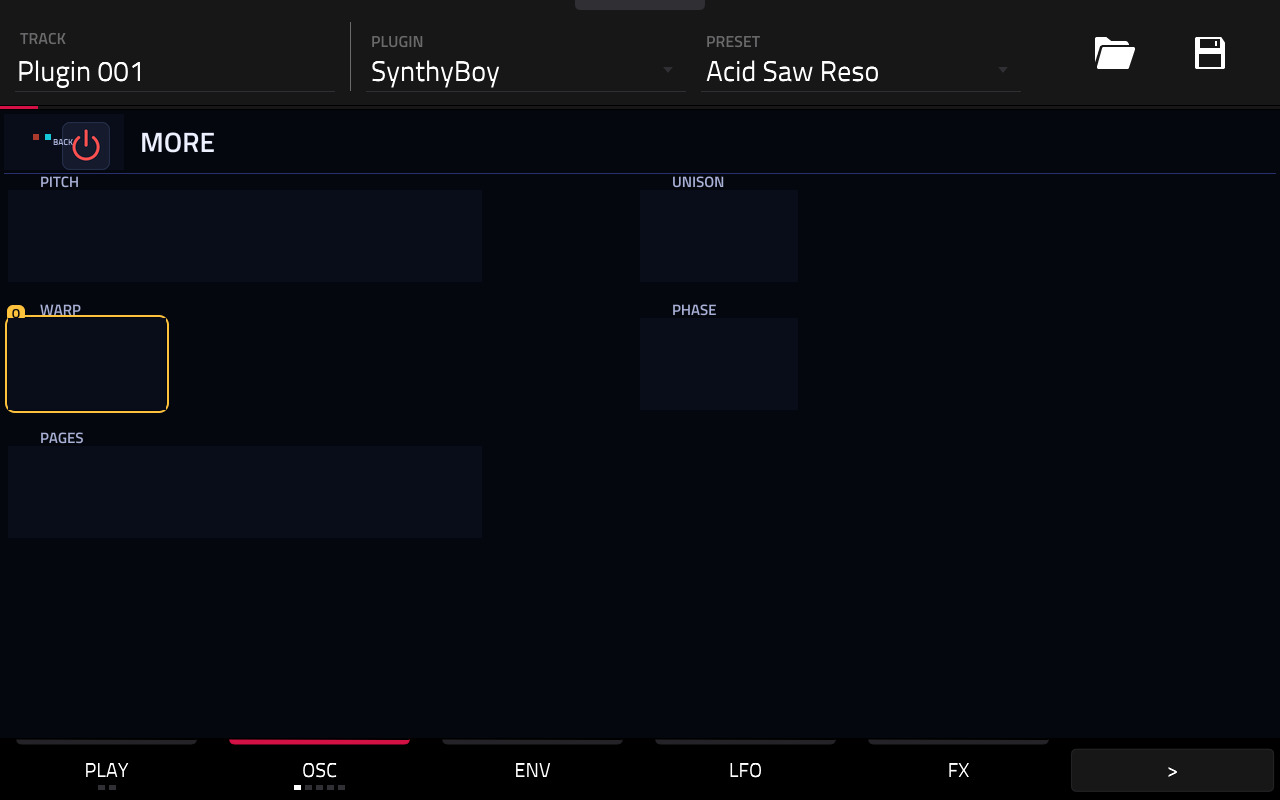 TRACK
Plugin 001
PLUGIN
SynthyBoy
PRESET
Acid Saw Reso
BACK
MORE
PITCH
UNISON
WARP
PHASE
PAGES
PLAY
OSC
ENV
LFO
FX
>